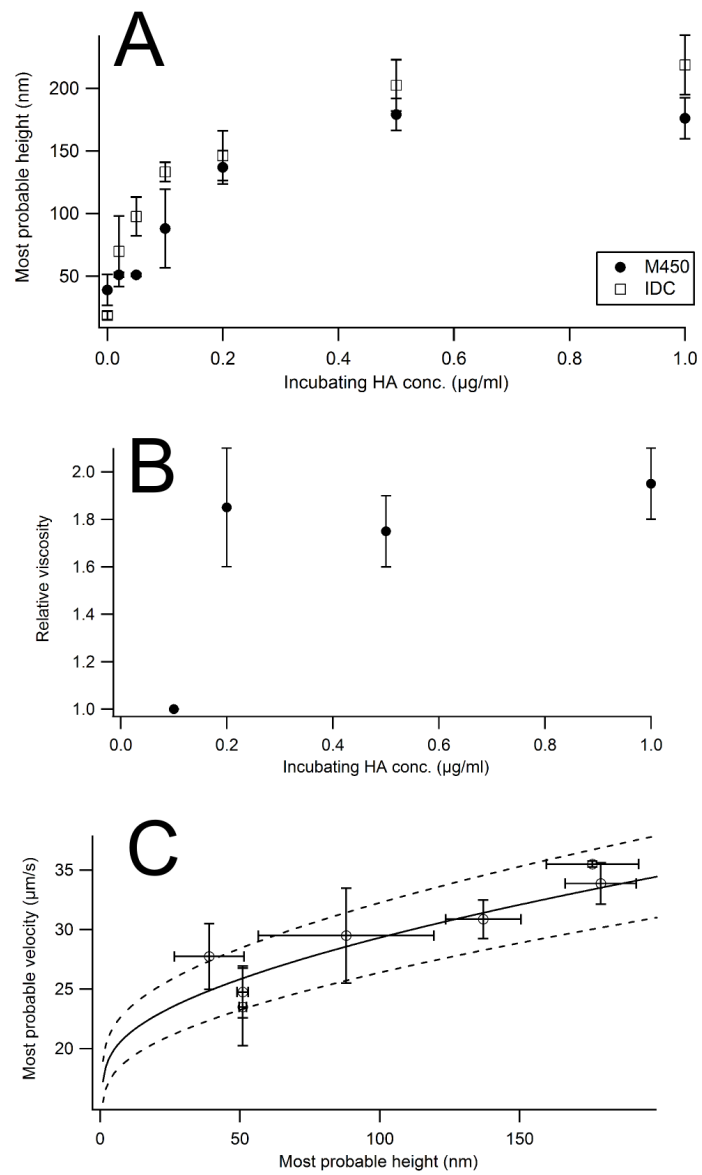 A
Most probable height (nm)
200
150
100
50
M450
IDC
0.0 0.2 0.4 0.6 0.8 1.0
Incubating HA conc. (µg/ml)
B
Relative viscosity
2.0
1.8
1.6
1.4
1.2
1.0
0.0 0.2 0.4 0.6 0.8 1.0
Incubating HA conc. (µg/ml)
C
Most probable velocity (µm/s)
35
30
25
20
0 50 100 150
Most probable height (nm)